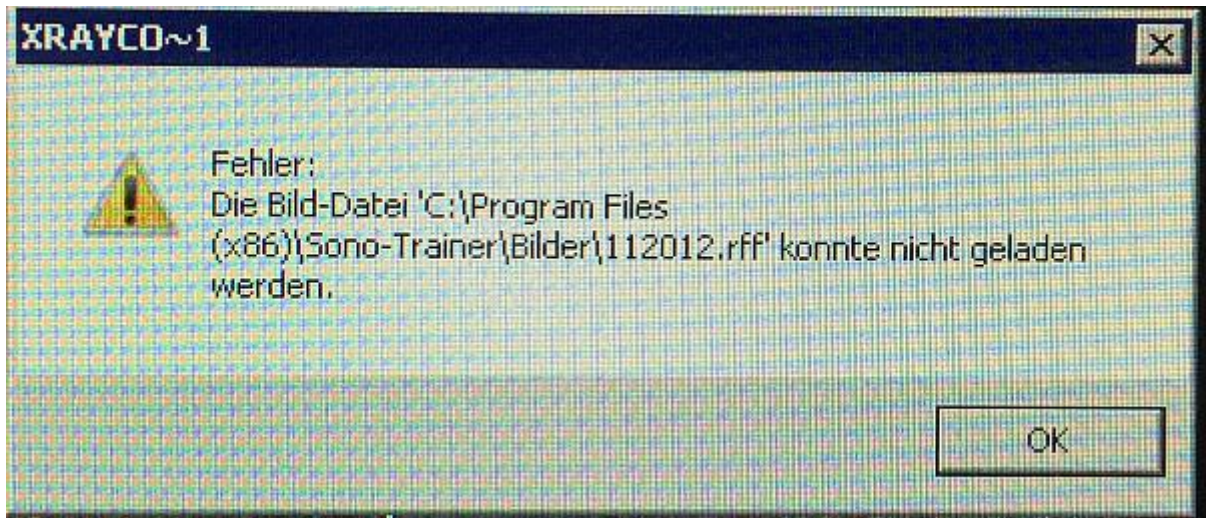 XRAYCO~1
Fehler:
Die Bild-Datei 'C:\Program Files
(x86)\Sono-Trainer\Bilder\112012.rff' konnte nicht geladen
werden.
OK